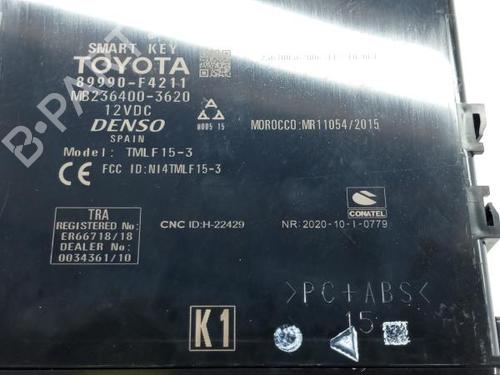 SMART KEY
TOYOTA
89990-F4211
MB236400-3620
12VDC
DENSO
SPAIN
Model: TMLF15-3
CE FCC ID:NI4TMLF15-3
MOROCCO:MR11054/2015
TRA
REGISTERED No:
ER66718/18
DEALER No:
0034361/10
CNC ID:H-22429
CONATEL
NR:2020-10-1-0779
>PC+ABS<
15
K1
B-PARTS